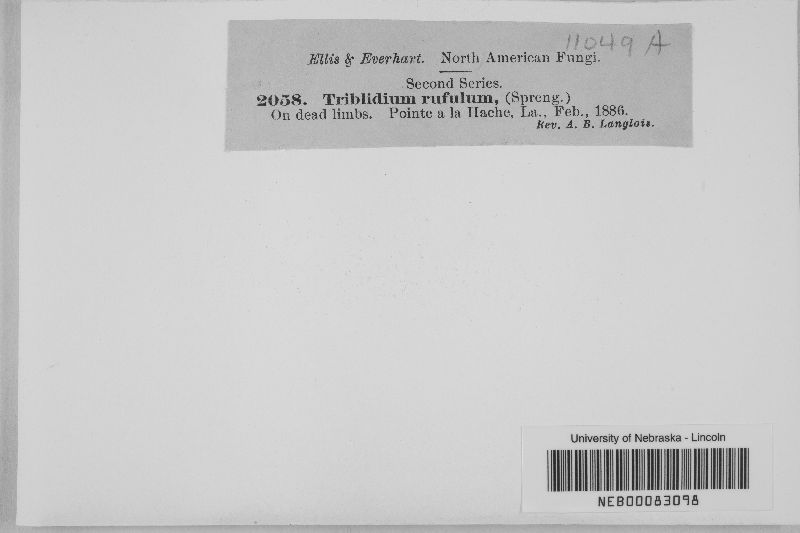 11049 A
Ellis & Everhart. North American Fungi.
Second Series.
2058. Triblidium rufulum, (Spreng.)
On dead limbs. Pointe a la Hache, La., Feb., 1886.
Rev. A. B. Langlois.
University of Nebraska - Lincoln
NEB00083098